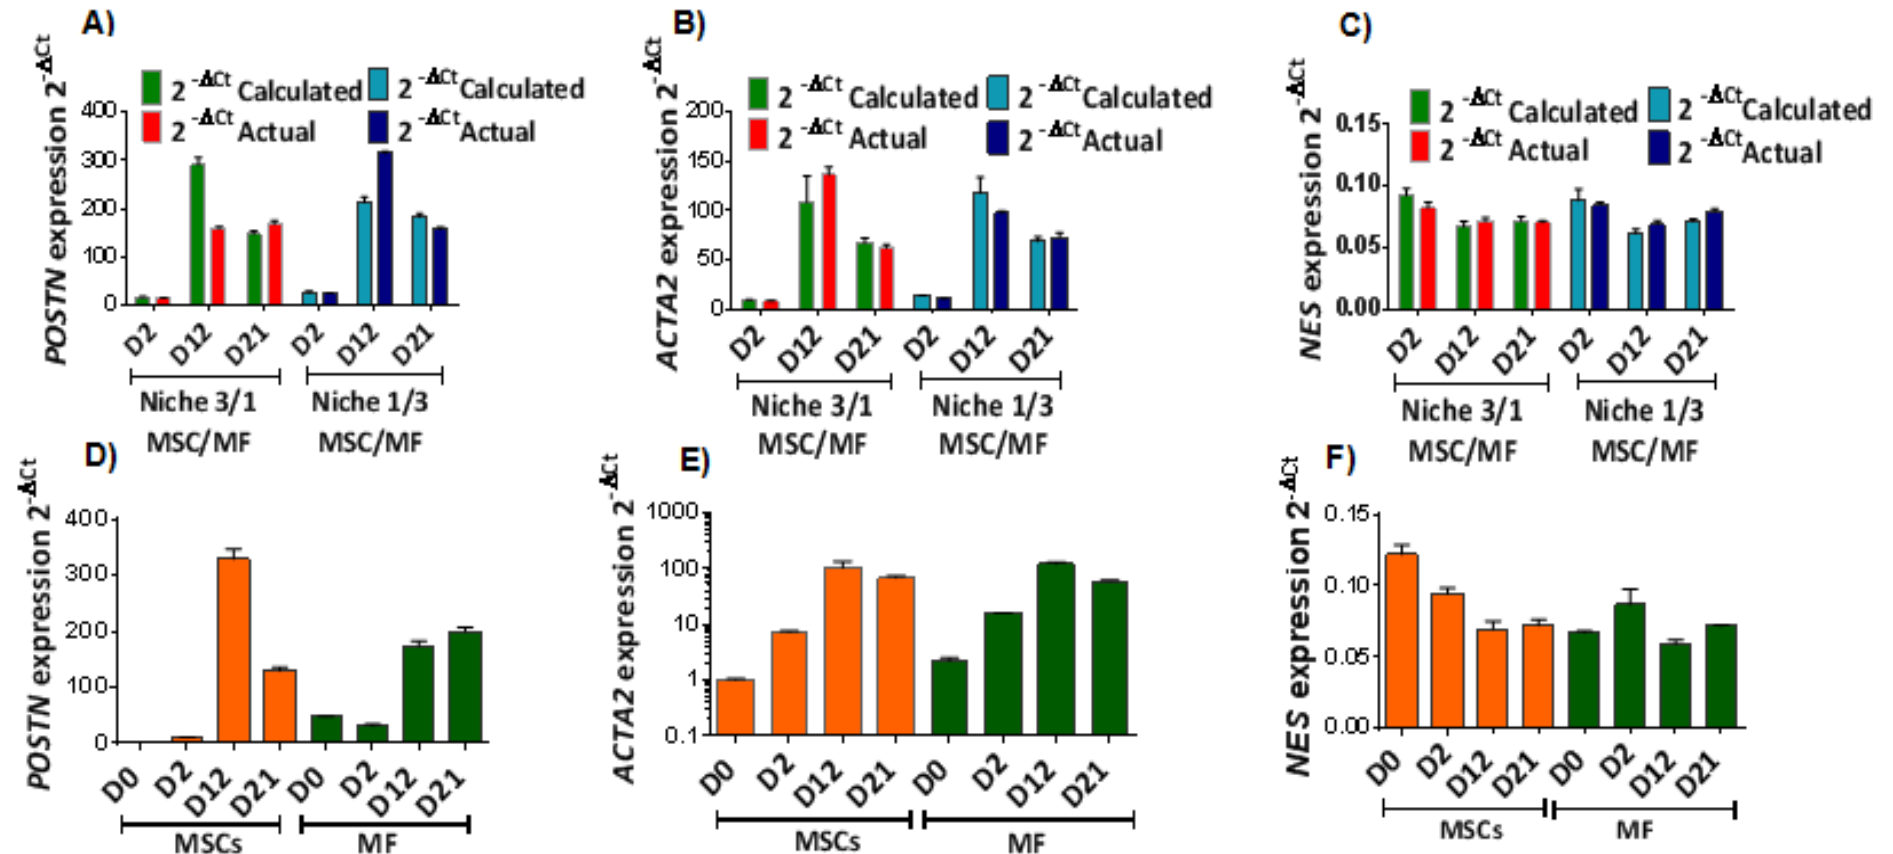 A)
POSTN expression 2^-ΔCt
2 -ΔCt Calculated
2 -ΔCt Calculated
2 -ΔCt Actual
2 -ΔCt Actual
400
300
200
100
0
D2 D12 D21 D2 D12 D21
Niche 3/1 Niche 1/3
MSC/MF MSC/MF
B)
ACTA2 expression 2^-ΔCt
2 -ΔCt Calculated
2 -ΔCt Calculated
2 -ΔCt Actual
2 -ΔCt Actual
200
150
100
50
0
D2 D12 D21 D2 D12 D21
Niche 3/1 Niche 1/3
MSC/MF MSC/MF
C)
NES expression 2^-ΔCt
2 -ΔCt Calculated
2 -ΔCt Calculated
2 -ΔCt Actual
2 -ΔCt Actual
0.15
0.10
0.05
0.00
D2 D12 D21 D2 D12 D21
Niche 3/1 Niche 1/3
MSC/MF MSC/MF
D)
POSTN expression 2^-ΔCt
400
300
200
100
0
D0 D2 D12 D21 D0 D2 D12 D21
MSCs MF
E)
ACTA2 expression 2^-ΔCt
1000
100
10
1
0.1
D0 D2 D12 D21 D0 D2 D12 D21
MSCs MF
F)
NES expression 2^-ΔCt
0.15
0.10
0.05
0.00
D0 D2 D12 D21 D0 D2 D12 D21
MSCs MF